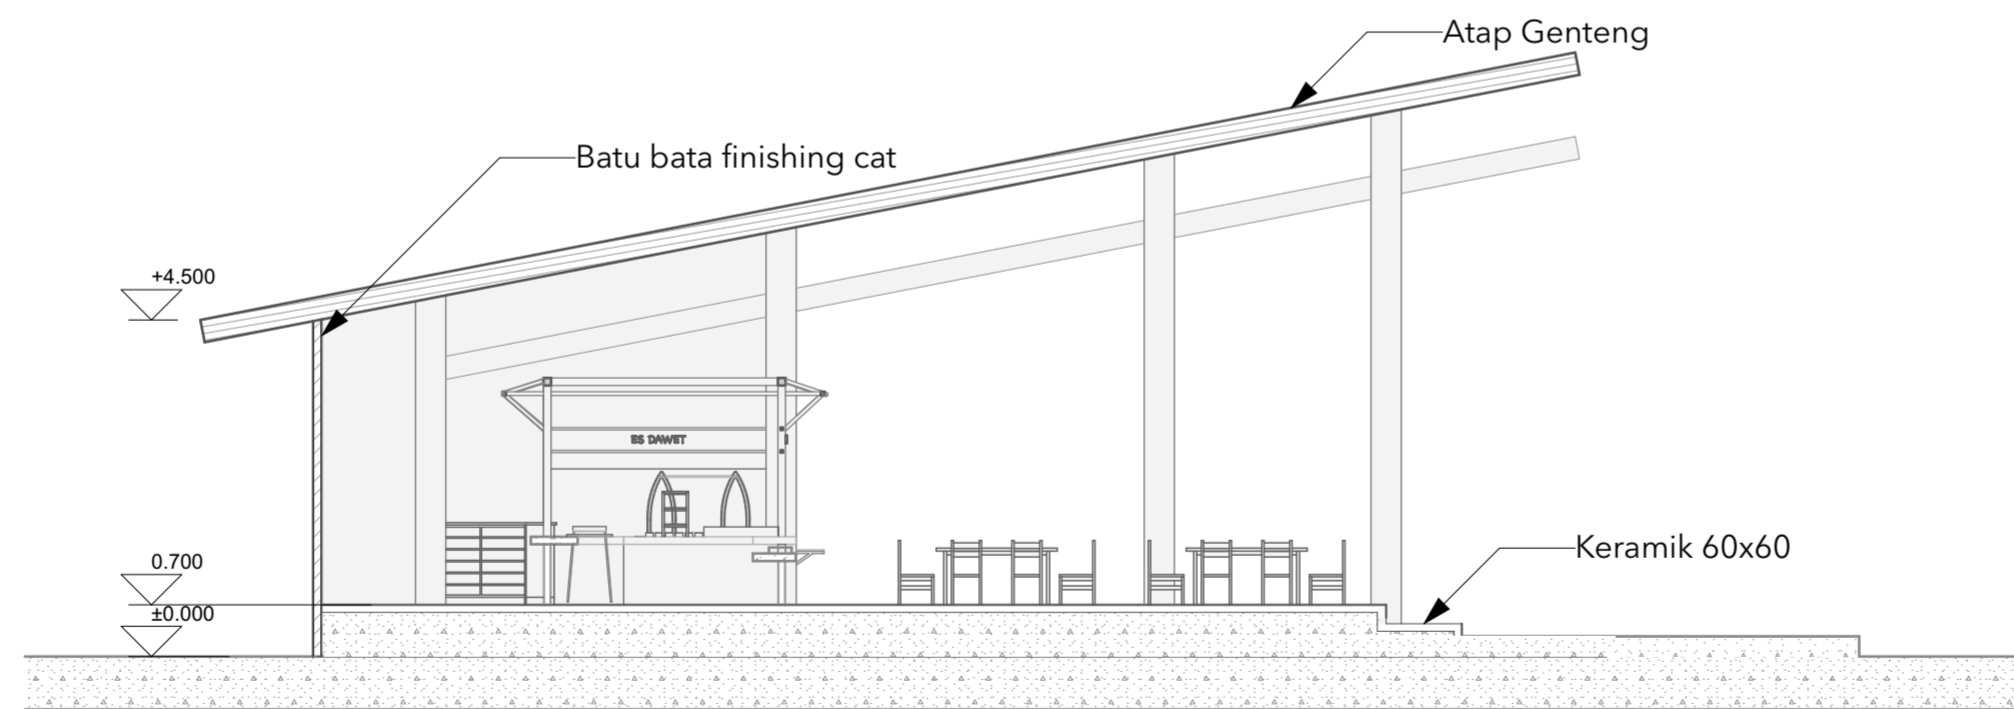 Atap Genteng
Batu bata finishing cat
+4.500
ES DAWET
0.700
Keramik 60x60
±0.000